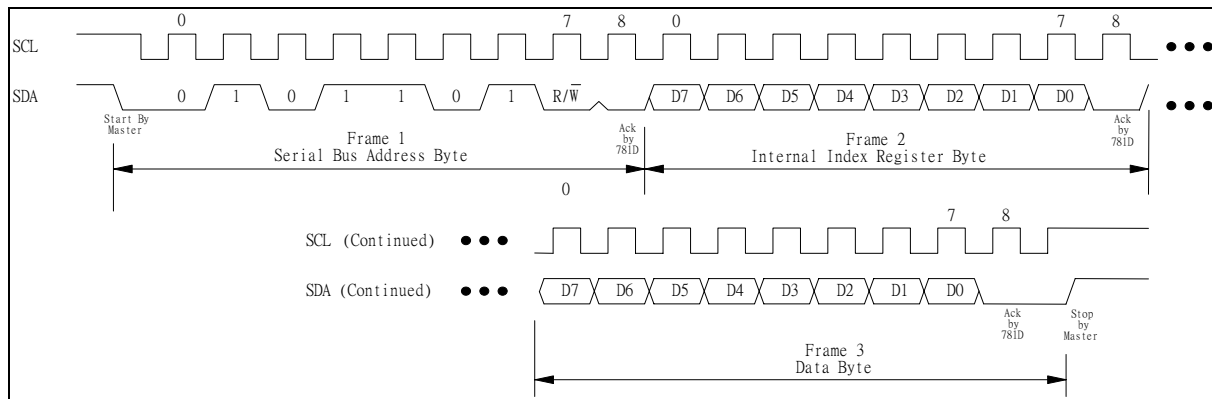 0 7 8 0 7 8
SCL
SDA 0 1 0 1 1 0 1 R/W D7 D6 D5 D4 D3 D2 D1 D0
Start By
Master
Ack
by
781D
Ack
by
781D
Frame 1
Serial Bus Address Byte
Frame 2
Internal Index Register Byte
0
7 8
SCL (Continued)
SDA (Continued) D7 D6 D5 D4 D3 D2 D1 D0
Ack
by
781D
Stop
by
Master
Frame 3
Data Byte